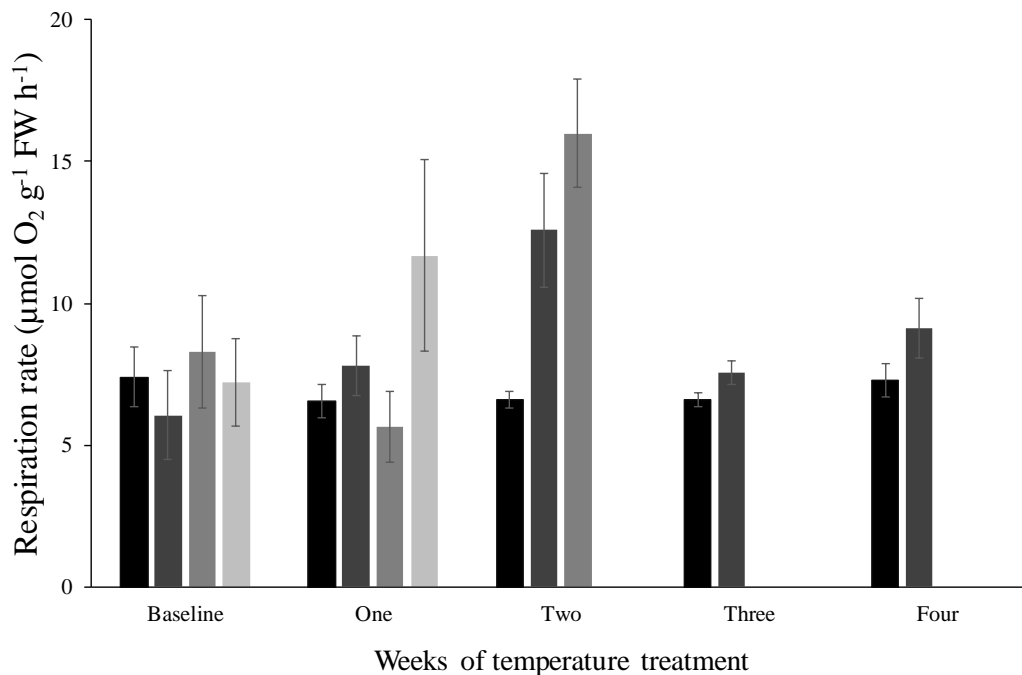 20
15
10
5
0
Respiration rate (µmol O₂ g⁻¹ FW h⁻¹)
Baseline One Two Three Four
Weeks of temperature treatment